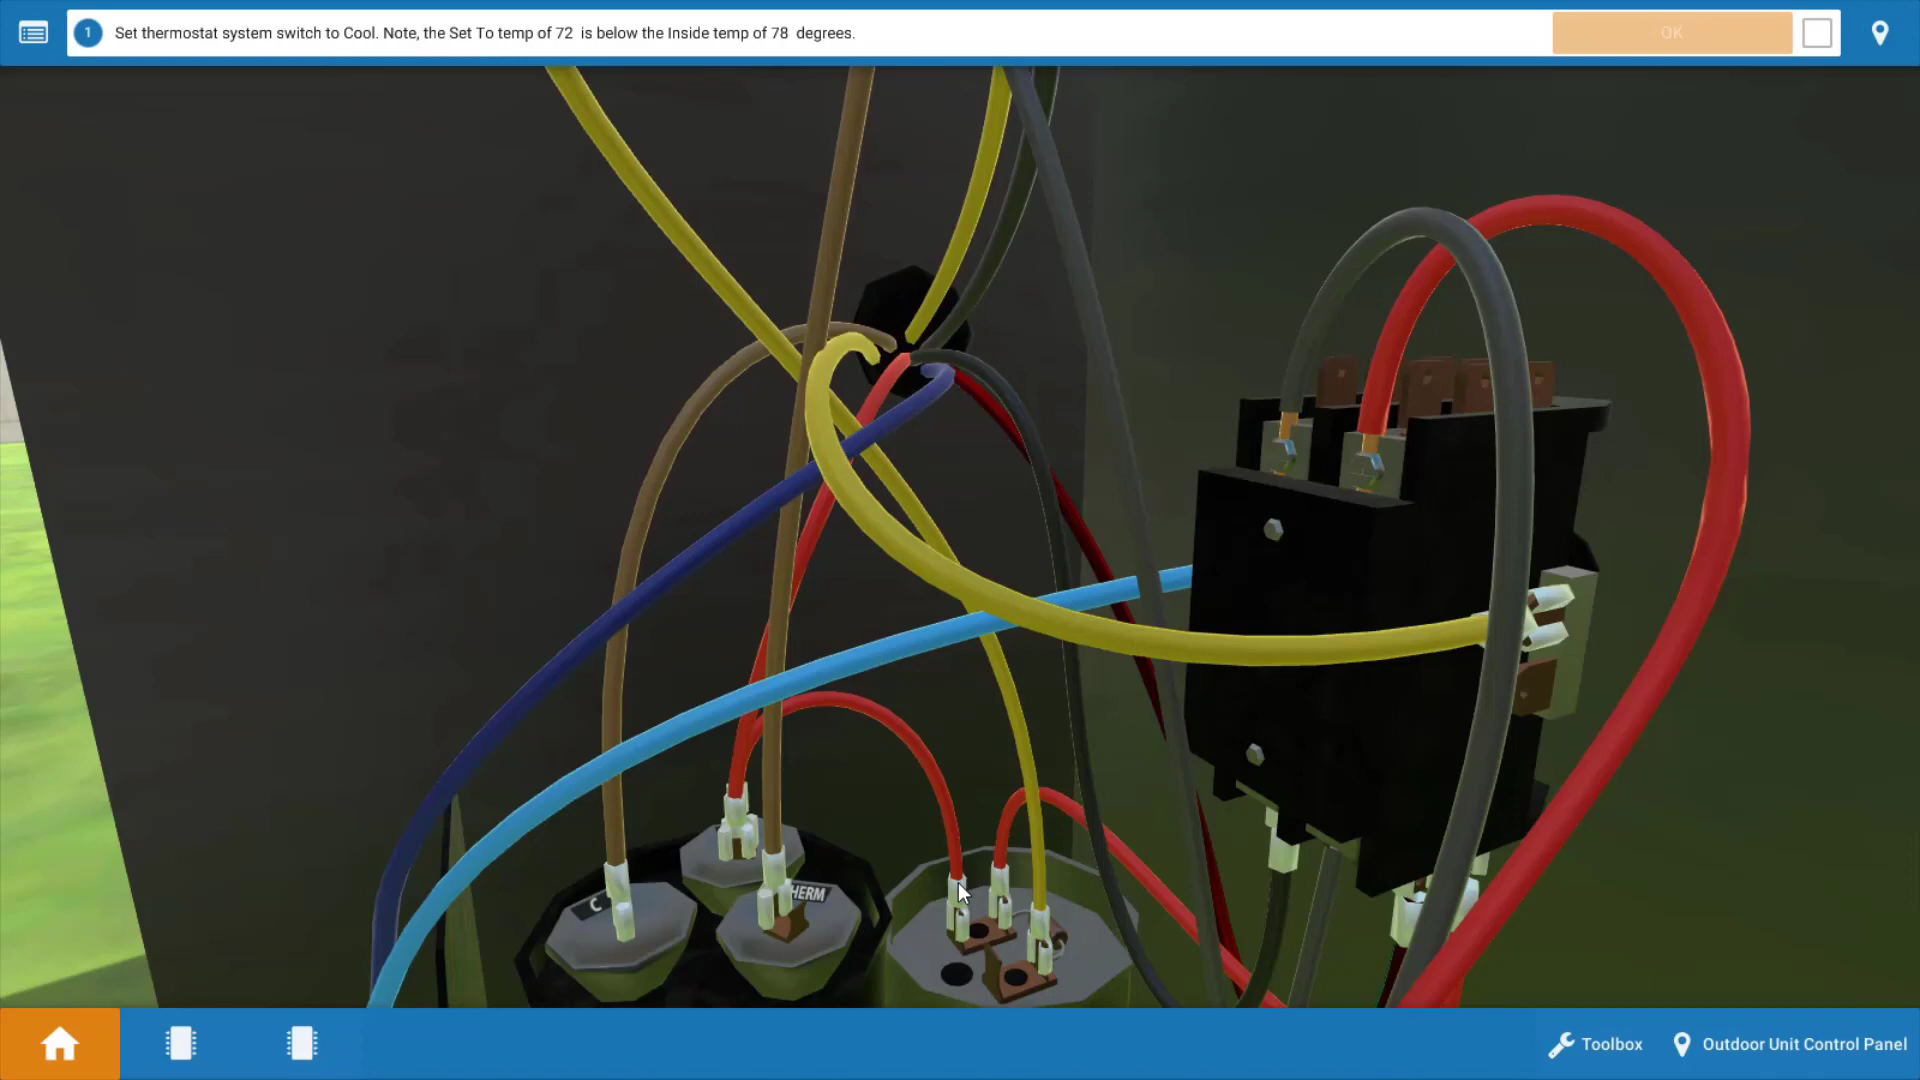 1 Set thermostat system switch to Cool. Note, the Set To temp of 72 is below the Inside temp of 78 degrees.
OK
C
HERM
Toolbox
Outdoor Unit Control Panel